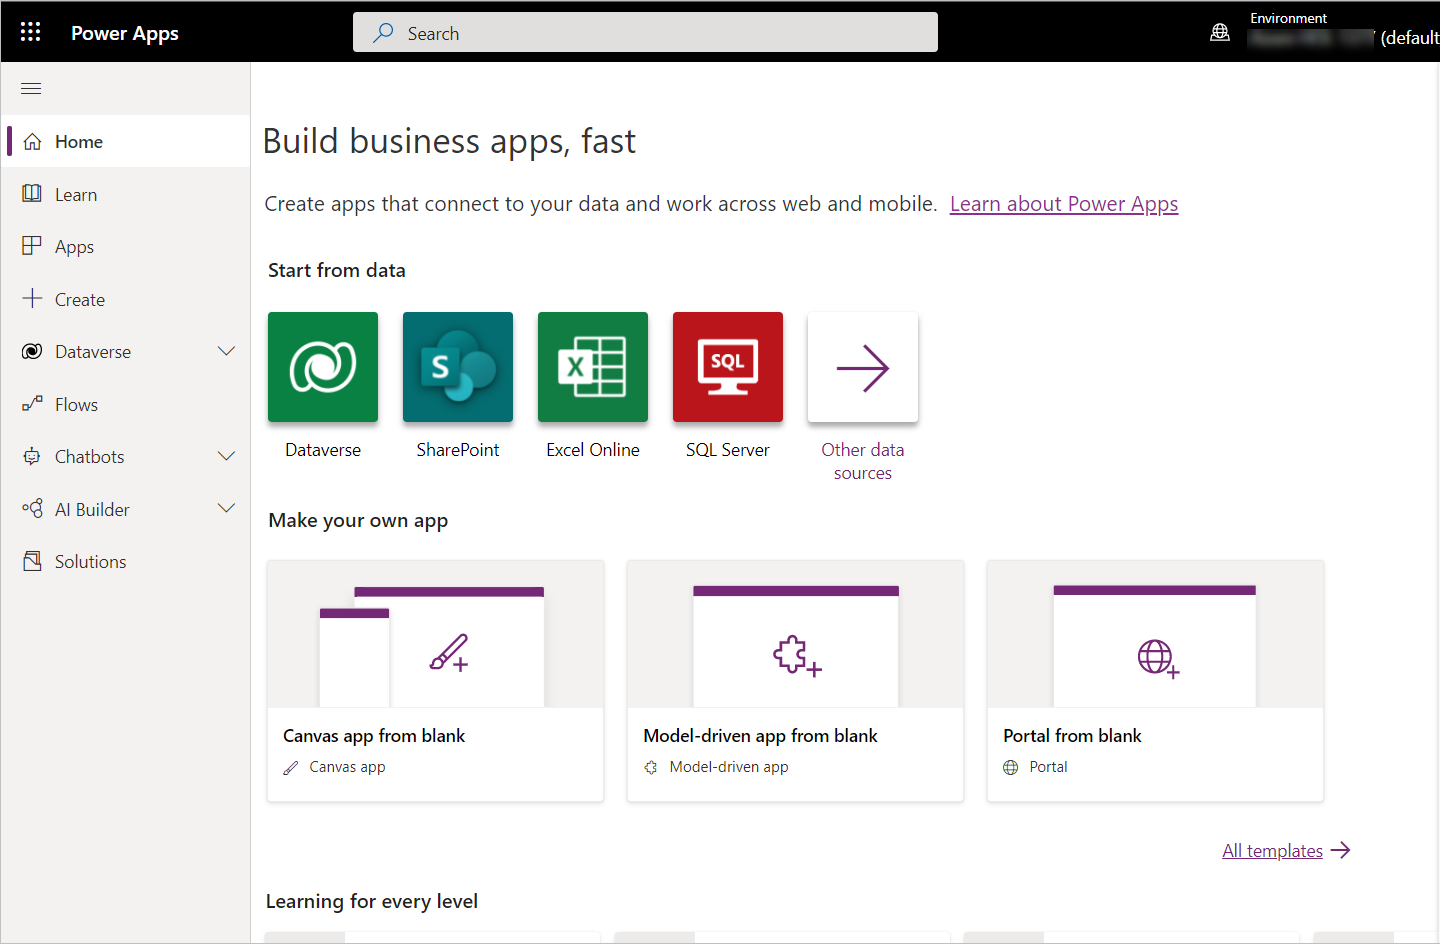 Power Apps
Search
Environment
(default
Home
Learn
Apps
Create
Dataverse
Flows
Chatbots
AI Builder
Solutions
Build business apps, fast
Create apps that connect to your data and work across web and mobile. Learn about Power Apps
Start from data
S
X
SQL
Dataverse
SharePoint
Excel Online
SQL Server
Other data
sources
Make your own app
Canvas app from blank
Canvas app
Model-driven app from blank
Model-driven app
Portal from blank
Portal
All templates
Learning for every level